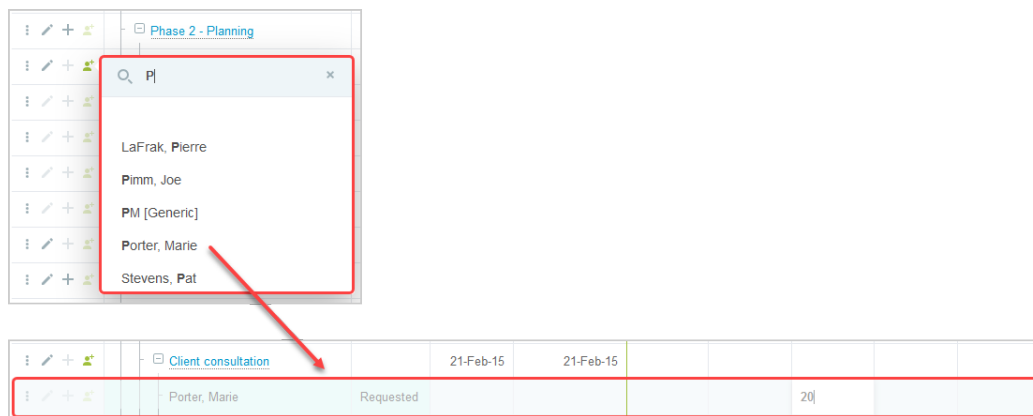 Phase 2 - Planning
P
LaFrak, Pierre
Pimm, Joe
PM [Generic]
Porter, Marie
Stevens, Pat
Client consultation 21-Feb-15 21-Feb-15
Porter, Marie Requested 20